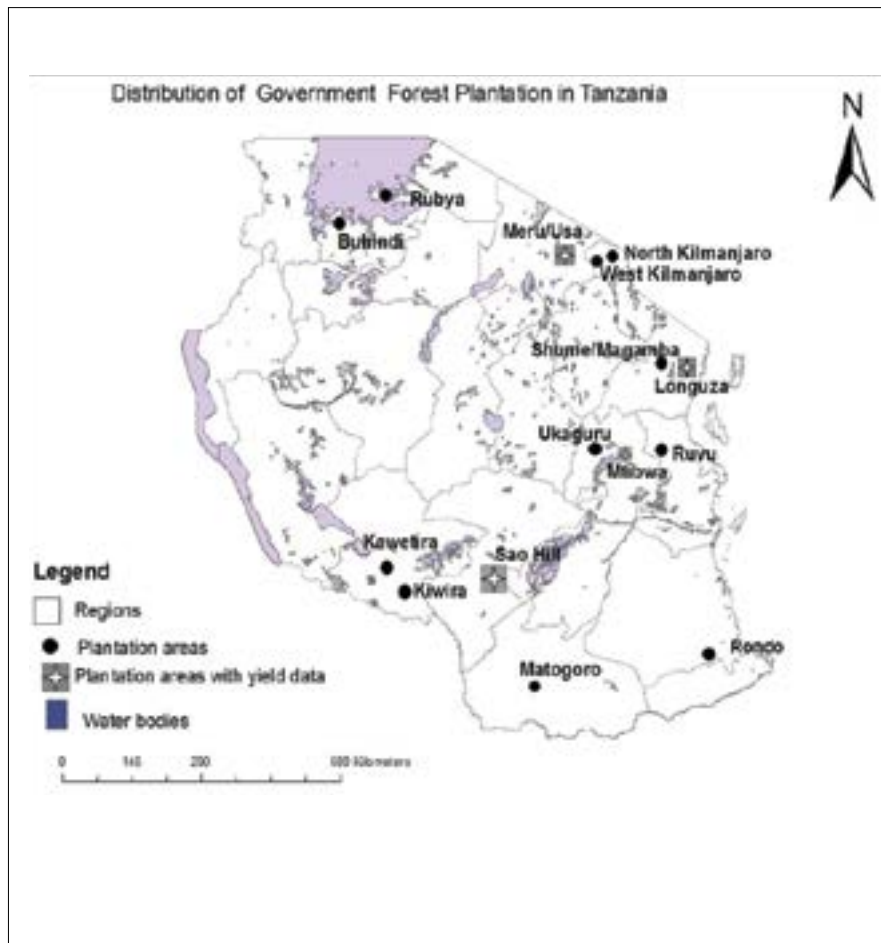 Distribution of Government Forest Plantation in Tanzania
N
Rubya
Buhindi
Meru/Usa
North Kilmanjaro
West Kilmanjaro
Shume/Magamba
Longuza
Ukaguru
Mtibwa
Ruvu
Kawetira
Sao Hill
Kiwira
Rondo
Matogoro
Legend
Regions
Plantation areas
Plantation areas with yield data
Water bodies
0 Kilometers